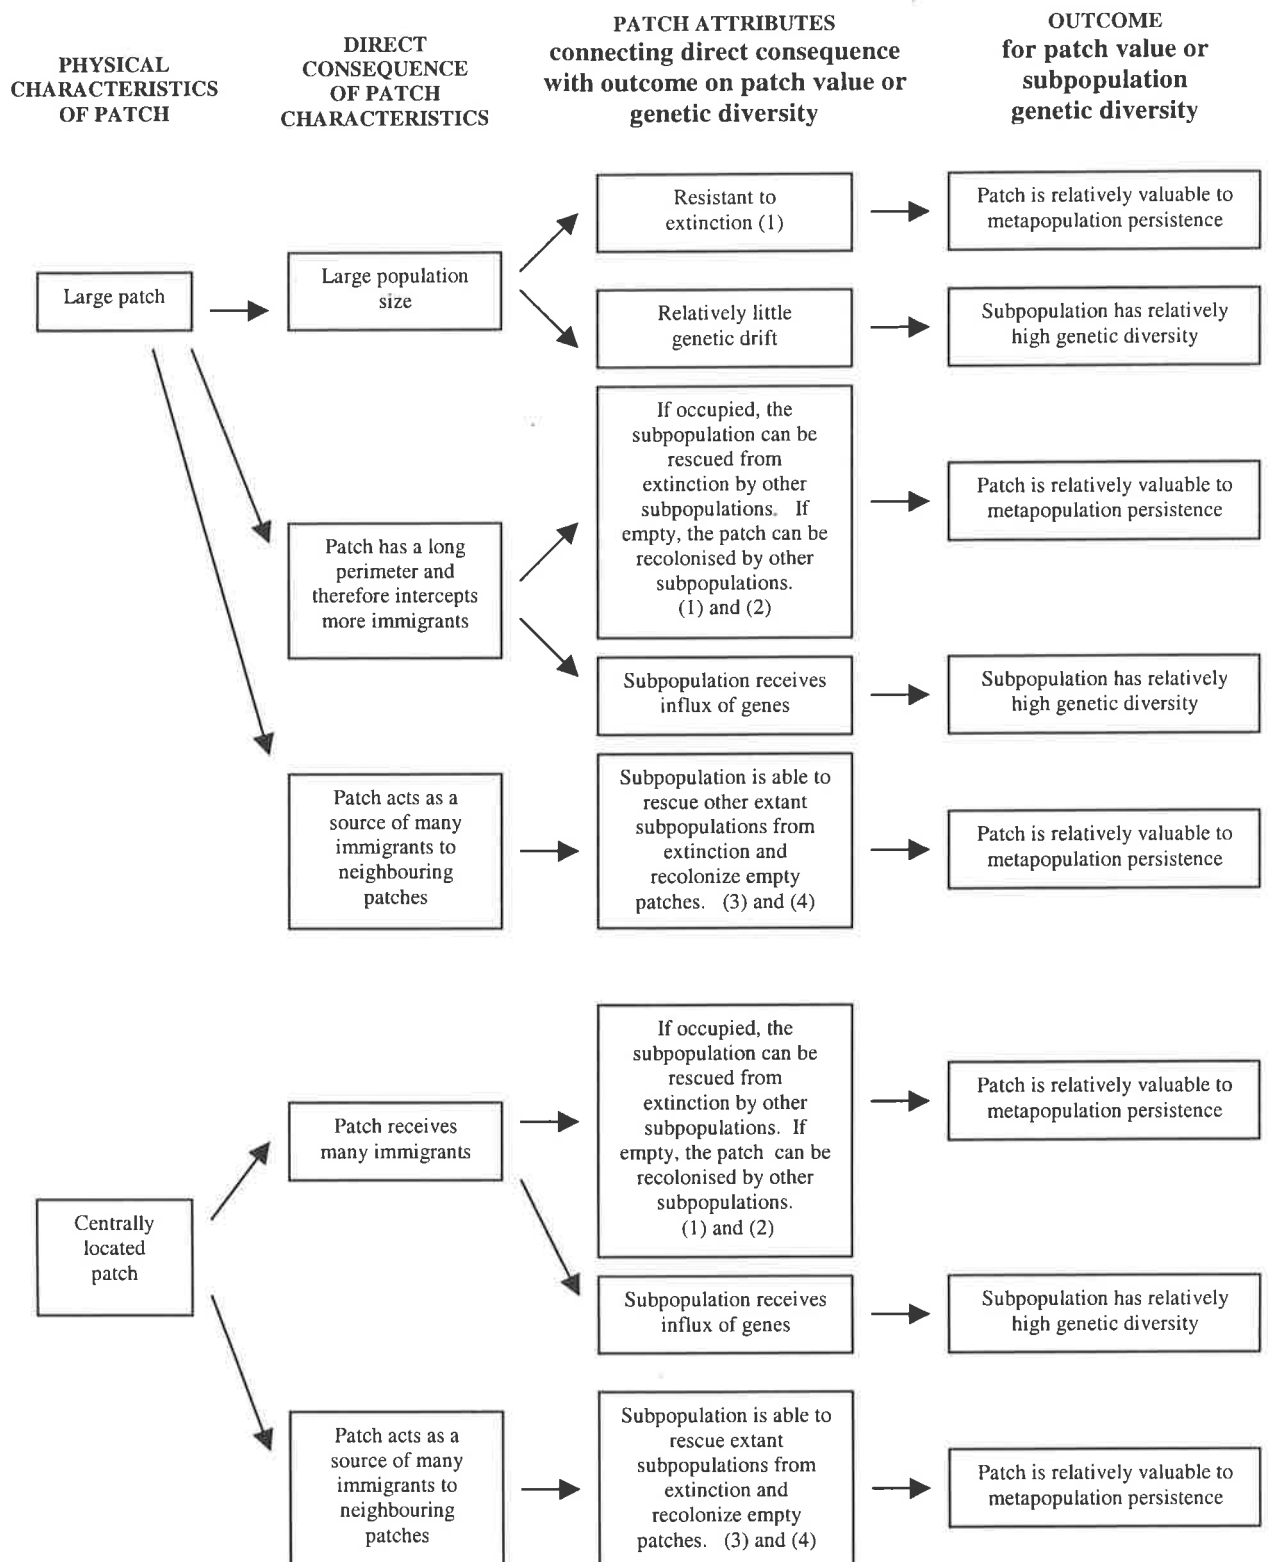 PHYSICAL
CHARACTERISTICS
OF PATCH
DIRECT
CONSEQUENCE
OF PATCH
CHARACTERISTICS
PATCH ATTRIBUTES
connecting direct consequence
with outcome on patch value or
genetic diversity
OUTCOME
for patch value or
subpopulation
genetic diversity
Large patch
Large population
size
Resistant to
extinction (1)
Patch is relatively valuable to
metapopulation persistence
Relatively little
genetic drift
Subpopulation has relatively
high genetic diversity
Patch has a long
perimeter and
therefore intercepts
more immigrants
If occupied, the
subpopulation can be
rescued from
extinction by other
subpopulations. If
empty, the patch can be
recolonised by other
subpopulations.
(1) and (2)
Patch is relatively valuable to
metapopulation persistence
Subpopulation receives
influx of genes
Subpopulation has relatively
high genetic diversity
Patch acts as a
source of many
immigrants to
neighbouring
patches
Subpopulation is able to
rescue other extant
subpopulations from
extinction and
recolonize empty
patches. (3) and (4)
Patch is relatively valuable to
metapopulation persistence
Centrally
located
patch
Patch receives
many immigrants
If occupied, the
subpopulation can be
rescued from
extinction by other
subpopulations. If
empty, the patch can be
recolonised by other
subpopulations.
(1) and (2)
Patch is relatively valuable to
metapopulation persistence
Subpopulation receives
influx of genes
Subpopulation has relatively
high genetic diversity
Patch acts as a
source of many
immigrants to
neighbouring
patches
Subpopulation is able to
rescue extant
subpopulations from
extinction and
recolonize empty
patches. (3) and (4)
Patch is relatively valuable to
metapopulation persistence